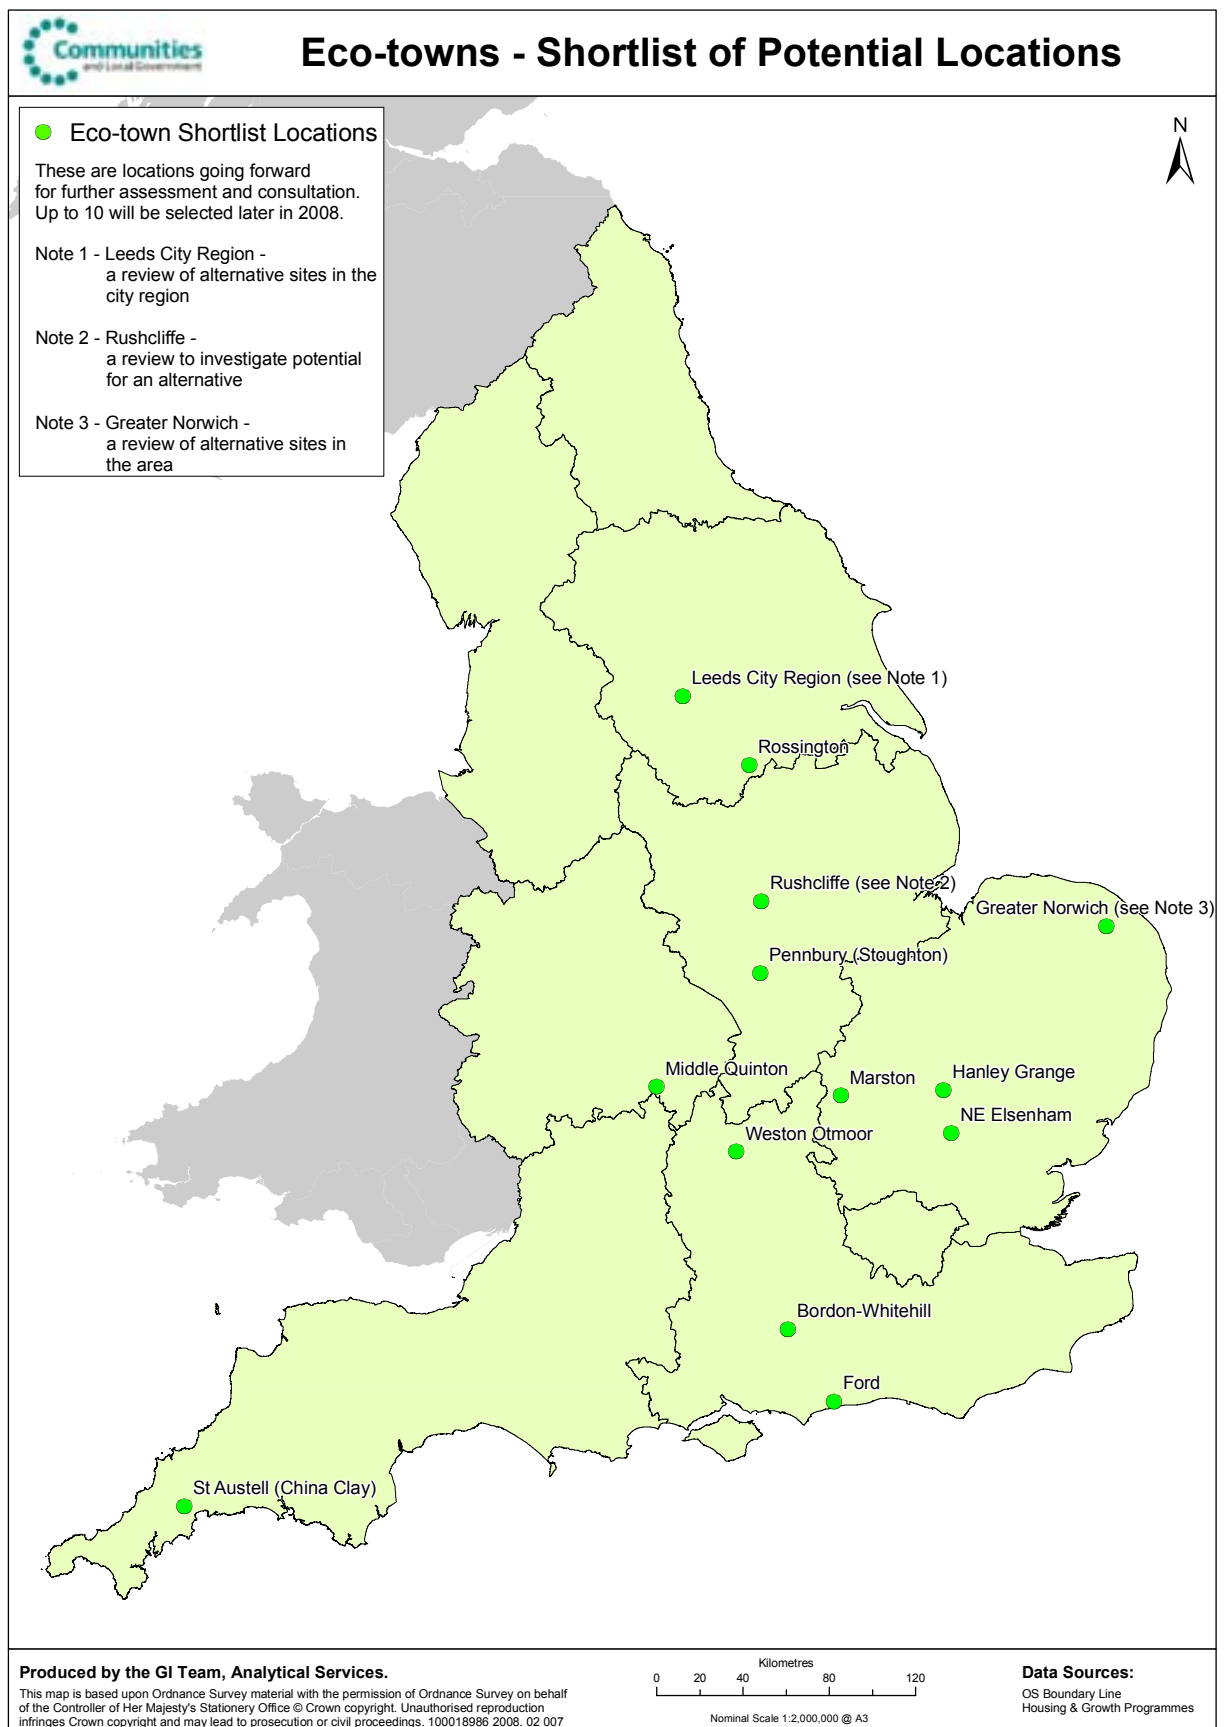 Communities
and Local Government
Eco-towns - Shortlist of Potential Locations
Eco-town Shortlist Locations
These are locations going forward
for further assessment and consultation.
Up to 10 will be selected later in 2008.
Note 1 - Leeds City Region -
a review of alternative sites in the
city region
Note 2 - Rushcliffe -
a review to investigate potential
for an alternative
Note 3 - Greater Norwich -
a review of alternative sites in
the area
N
Leeds City Region (see Note 1)
Rossington
Rushcliffe (see Note 2)
Greater Norwich (see Note 3)
Pennbury (Stoughton)
Middle Quinton
Marston
Hanley Grange
NE Elsenham
Weston Otmoor
Bordon-Whitehill
Ford
St Austell (China Clay)
Produced by the GI Team, Analytical Services.
This map is based upon Ordnance Survey material with the permission of Ordnance Survey on behalf
of the Controller of Her Majesty's Stationery Office © Crown copyright. Unauthorised reproduction
infringes Crown copyright and may lead to prosecution or civil proceedings. 100018986 2008. 02 007
Kilometres
0 20 40 80 120
Nominal Scale 1:2,000,000 @ A3
Data Sources:
OS Boundary Line
Housing & Growth Programmes